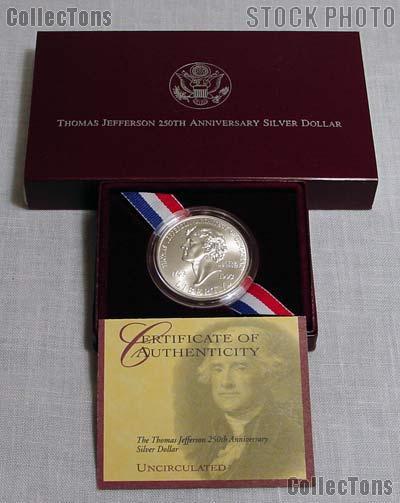 CollecTons
STOCK PHOTO
THOMAS JEFFERSON 250TH ANNIVERSARY SILVER DOLLAR
LIBERTY
CERTIFICATE OF
AUTHENTICITY
The Thomas Jefferson 250th Anniversary
Silver Dollar
UNCIRCULATED
CollecTons